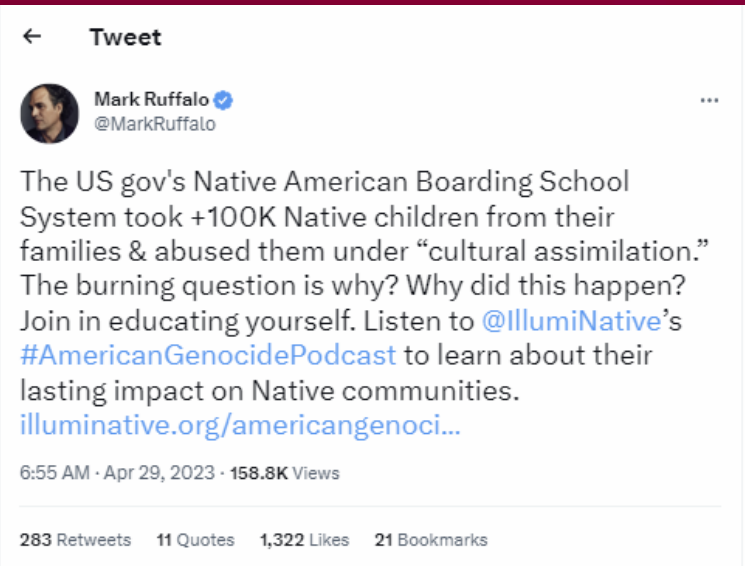 Tweet
Mark Ruffalo
@MarkRuffalo
The US gov's Native American Boarding School
System took +100K Native children from their
families & abused them under “cultural assimilation.”
The burning question is why? Why did this happen?
Join in educating yourself. Listen to @IllumiNative’s
#AmericanGenocidePodcast to learn about their
lasting impact on Native communities.
illuminative.org/americangenoci...
6:55 AM · Apr 29, 2023 · 158.8K Views
283 Retweets 11 Quotes 1,322 Likes 21 Bookmarks